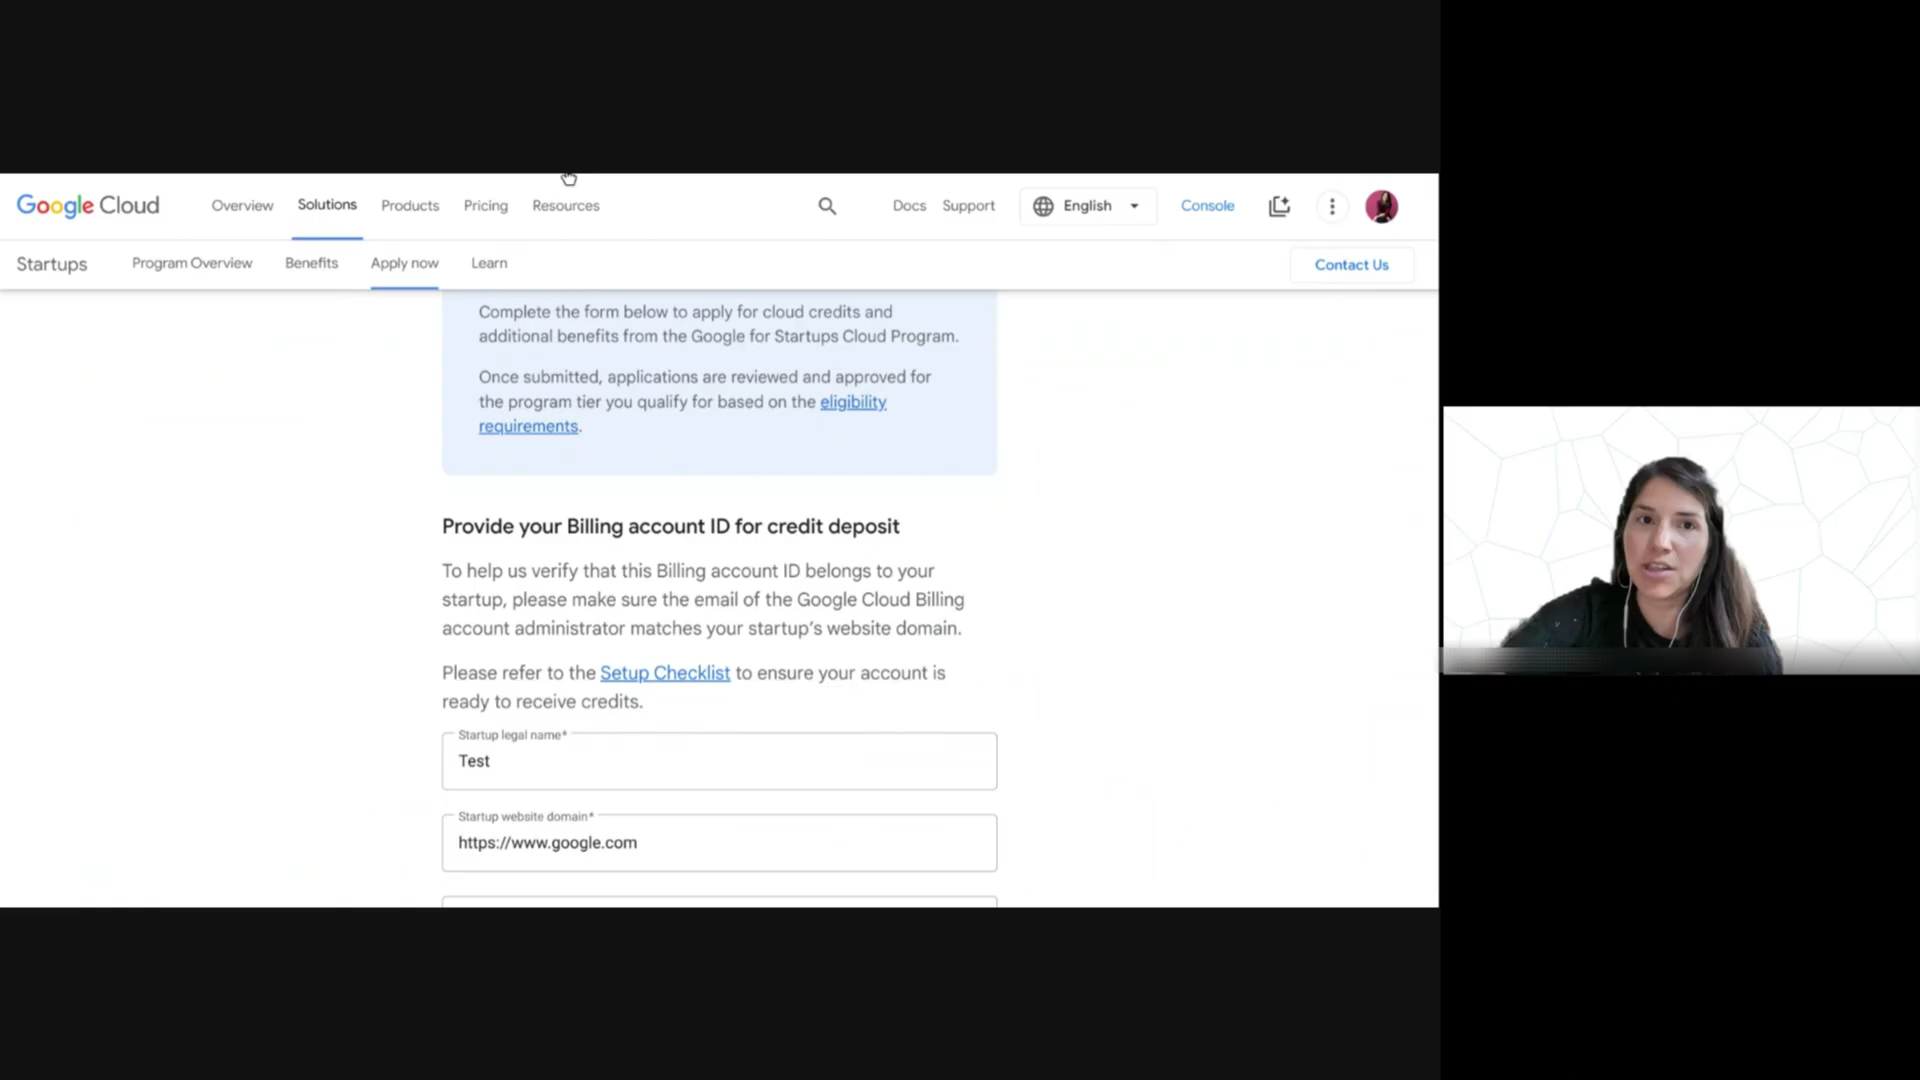 Google Cloud
Overview
Solutions
Products
Pricing
Resources
Docs
Support
English
Console
Startups
Program Overview
Benefits
Apply now
Learn
Contact Us
Complete the form below to apply for cloud credits and
additional benefits from the Google for Startups Cloud Program.
Once submitted, applications are reviewed and approved for
the program tier you qualify for based on the eligibility
requirements.
Provide your Billing account ID for credit deposit
To help us verify that this Billing account ID belongs to your
startup, please make sure the email of the Google Cloud Billing
account administrator matches your startup's website domain.
Please refer to the Setup Checklist to ensure your account is
ready to receive credits.
Startup legal name*
Test
Startup website domain*
https://www.google.com